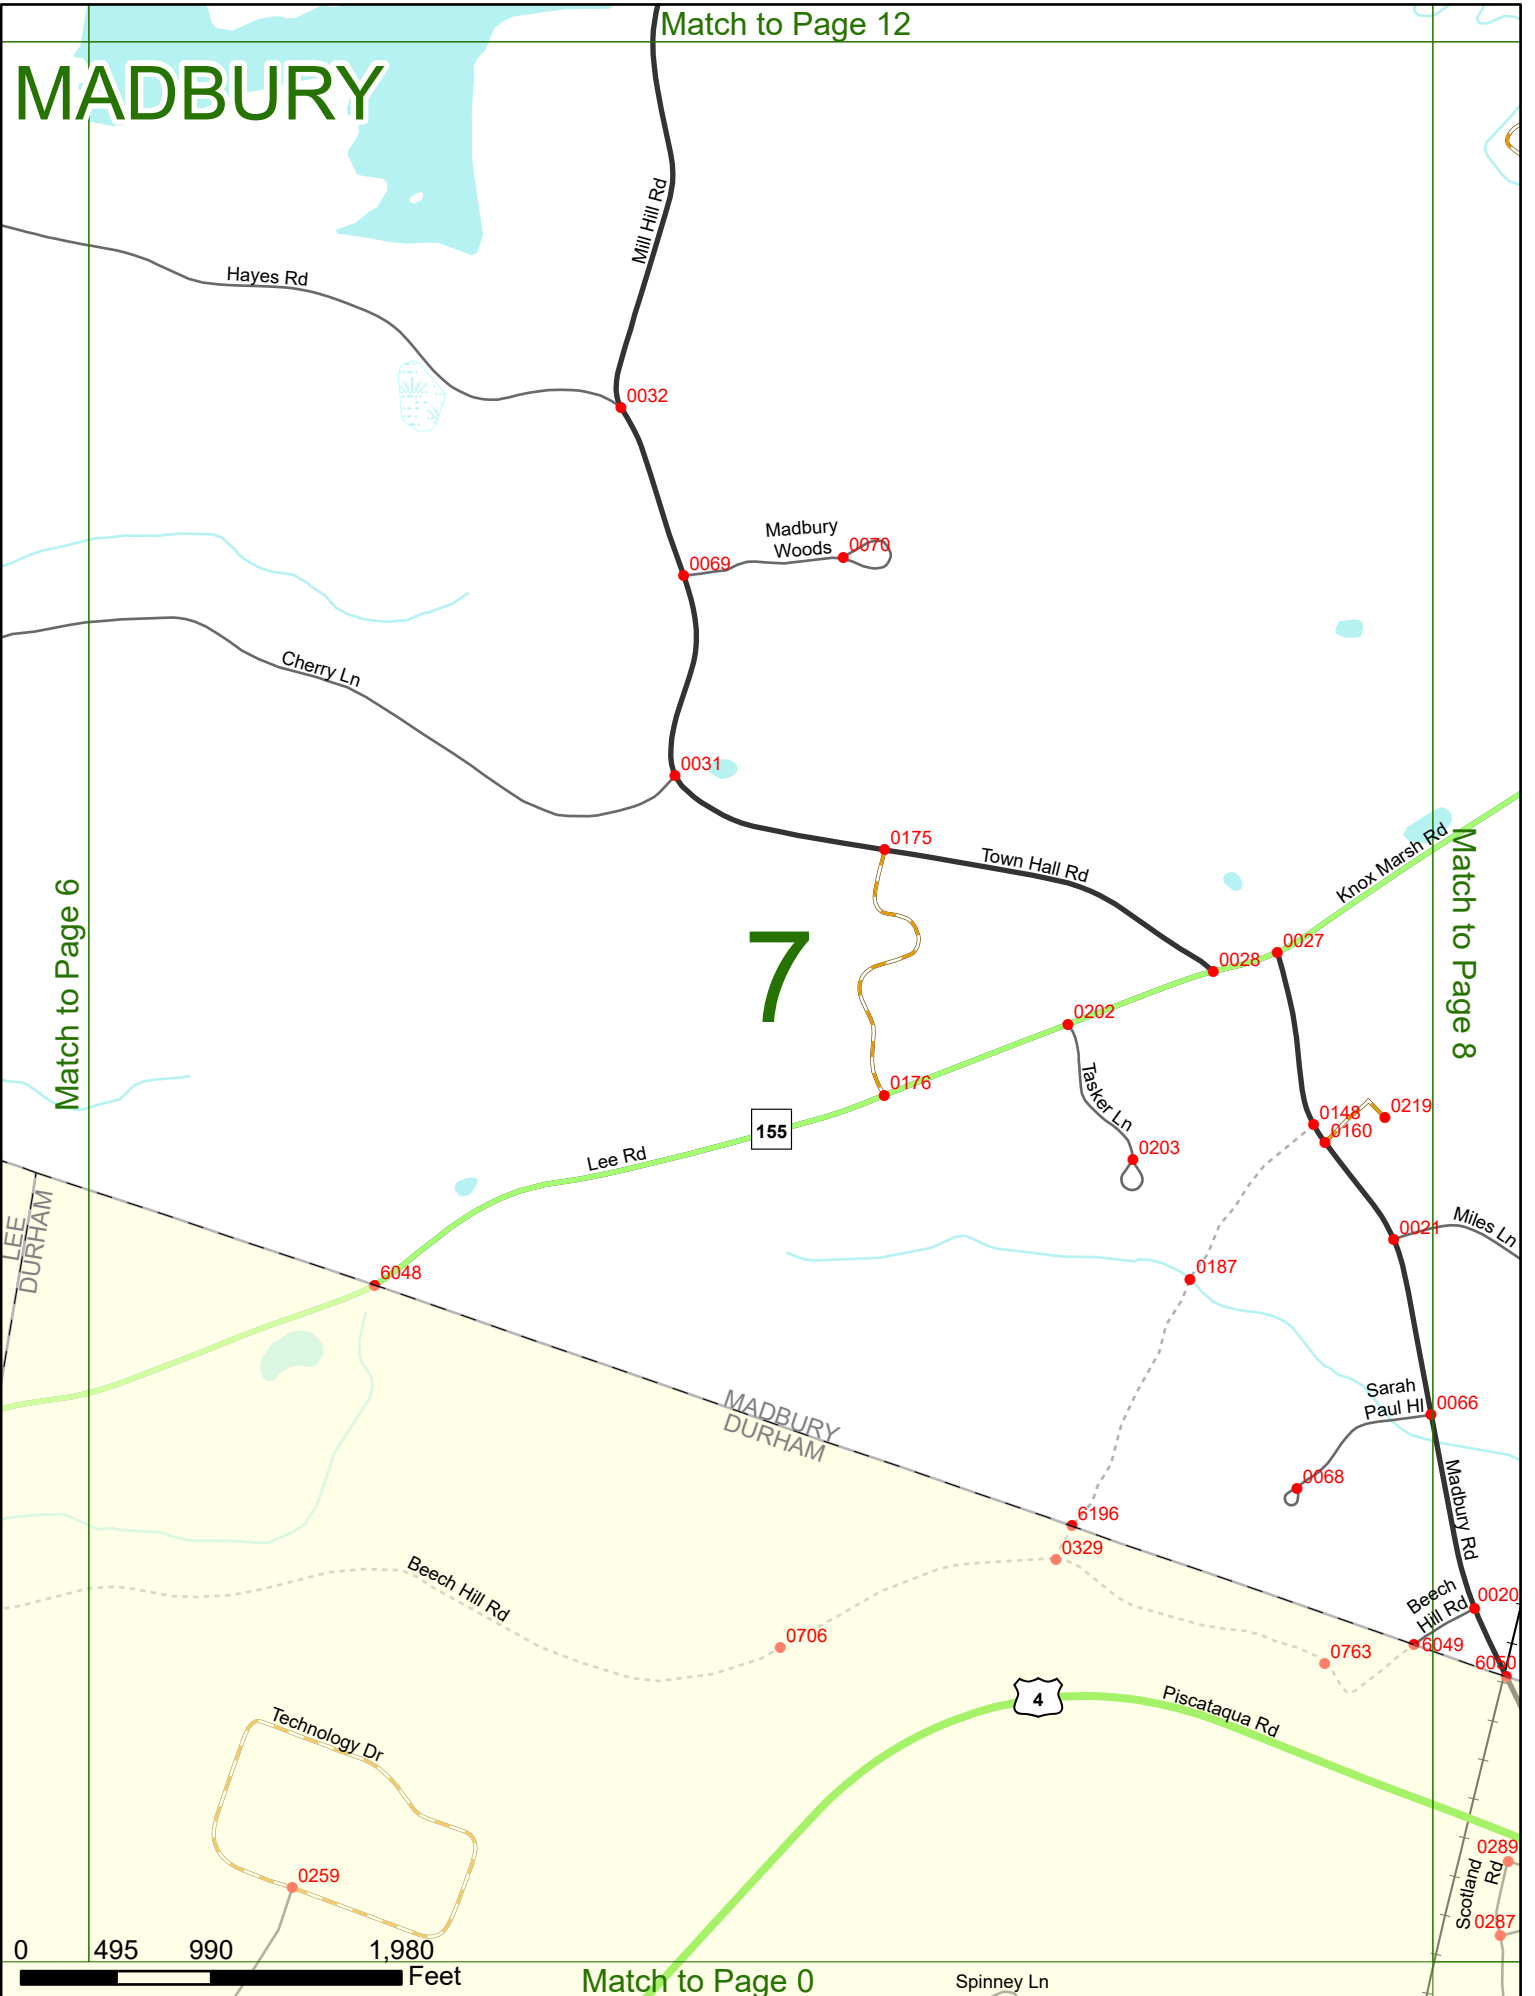 Match to Page 12
MADBURY
Mill Hill Rd
Hayes Rd
0032
Madbury
Woods
0070
0069
Cherry Ln
0031
0175
Town Hall Rd
Knox Marsh Rd
Match to Page 6
Match to Page 8
7
0027
0028
0202
0176
Tasker Ln
155
0148
0219
0160
Lee Rd
0203
LEE
DURHAM
0021
Miles Ln
6048
0187
MADBURY
DURHAM
Sarah
Paul Hl
0066
0068
Madbury Rd
6196
0329
Beech Hill Rd
Beech
Hill Rd
0020
0706
0763
6049
6050
4
Piscataqua Rd
Technology Dr
0259
0289
Scotland
Rd
0287
0 495 990 1,980
Feet
Match to Page 0
Spinney Ln